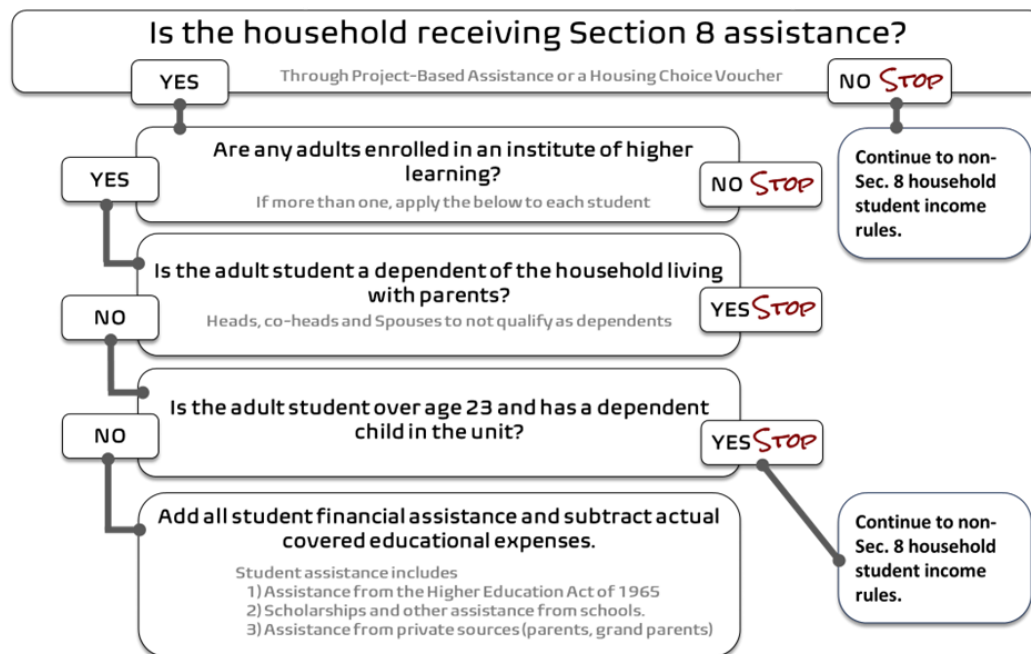 Is the household receiving Section 8 assistance?
Through Project-Based Assistance or a Housing Choice Voucher
YES
NO STOP
Are any adults enrolled in an institute of higher
learning?
If more than one, apply the below to each student
YES
NO STOP
Continue to non-
Sec. 8 household
student income
rules.
Is the adult student a dependent of the household living
with parents?
Heads, co-heads and Spouses to not qualify as dependents
NO
YES STOP
Is the adult student over age 23 and has a dependent
child in the unit?
NO
YES STOP
Add all student financial assistance and subtract actual
covered educational expenses.
Student assistance includes
1) Assistance from the Higher Education Act of 1965
2) Scholarships and other assistance from schools.
3) Assistance from private sources (parents, grand parents)
Continue to non-
Sec. 8 household
student income
rules.